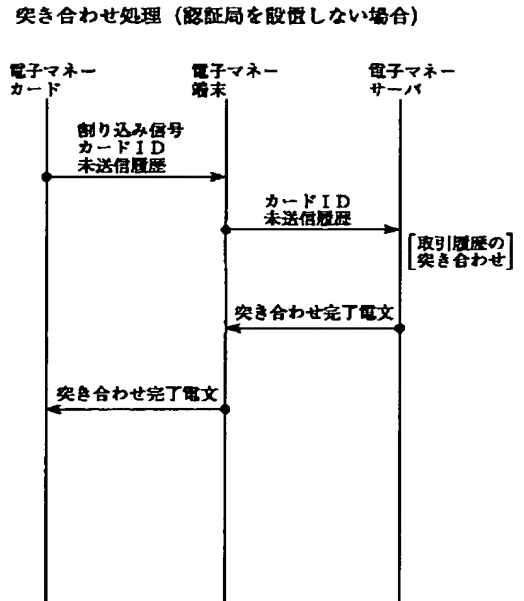 突き合わせ処理（認証局を設置しない場合）
電子マネー
カード
電子マネー
端末
電子マネー
サーバ
割り込み信号
カードＩＤ
未送信履歴
カードＩＤ
未送信履歴
取引履歴の
突き合わせ
突き合わせ完了電文
突き合わせ完了電文